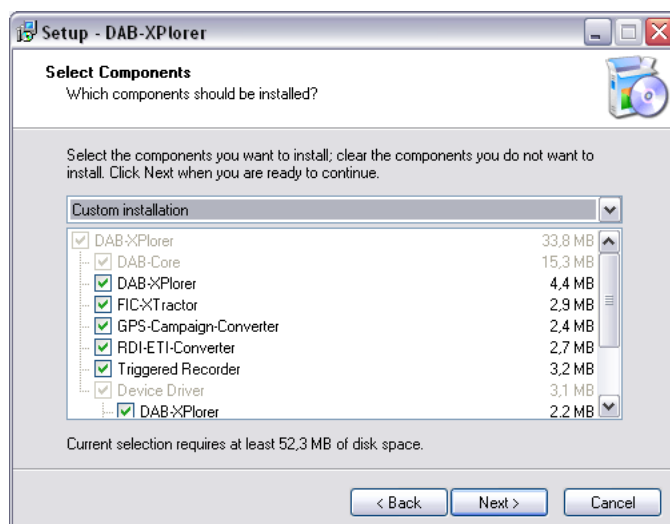 Setup - DAB-XPlorer
Select Components
Which components should be installed?
Select the components you want to install; clear the components you do not want to
install. Click Next when you are ready to continue.
Custom installation
DAB-XPlorer 33,8 MB
DAB-Core 15,3 MB
DAB-XPlorer 4,4 MB
FIC-XTractor 2,9 MB
GPS-Campaign-Converter 2,4 MB
RDI-ETI-Converter 2,7 MB
Triggered Recorder 3,2 MB
Device Driver 3,1 MB
DAB-XPlorer 2,2 MB
Current selection requires at least 52,3 MB of disk space.
< Back Next > Cancel